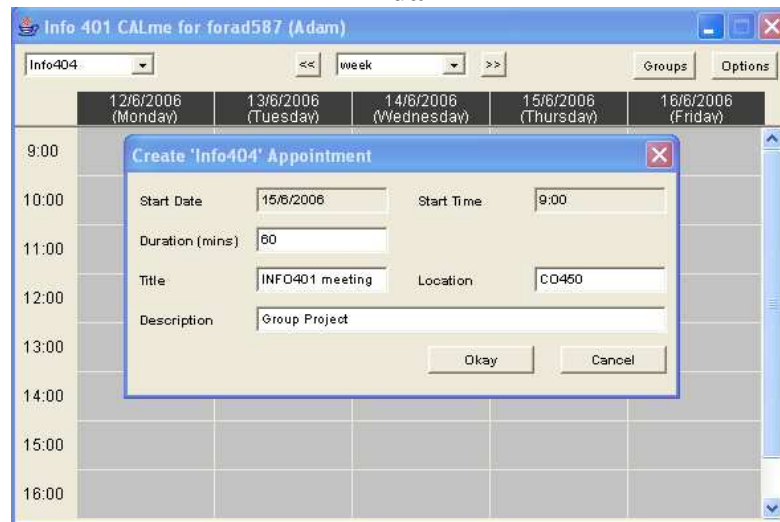 Info 401 CALme for forad587 (Adam)
Info404 << week >> Groups Options
12/6/2006 13/6/2006 14/6/2006 15/6/2006 16/6/2006
(Monday) (Tuesday) (Wednesday) (Thursday) (Friday)
9:00
Create 'Info404' Appointment
10:00
Start Date 15/6/2006 Start Time 9:00
Duration (mins) 60
11:00
Title INFO401 meeting Location CO450
12:00
Description Group Project
13:00
Okay Cancel
14:00
15:00
16:00